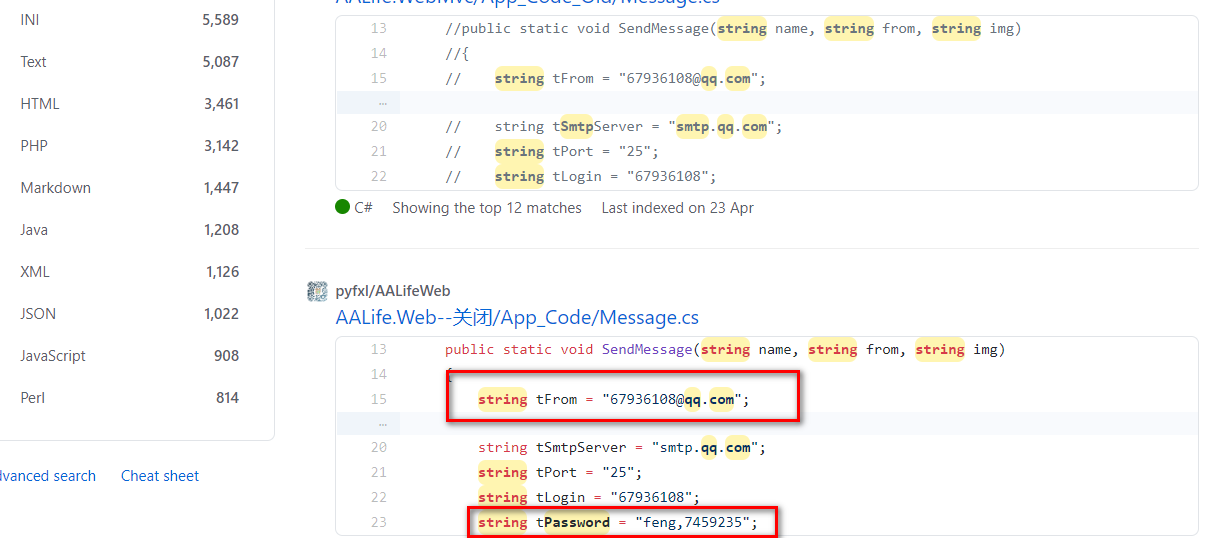 AALife.WebMvc/App_Code_Old/Message.cs
INI 5,589
Text 5,087
HTML 3,461
PHP 3,142
Markdown 1,447
Java 1,208
XML 1,126
JSON 1,022
JavaScript 908
Perl 814
dvanced search Cheat sheet
13 //public static void SendMessage(string name, string from, string img)
14 //{
15 // string tFrom = "67936108@qq.com";
...
20 // string tSmtpServer = "smtp.qq.com";
21 // string tPort = "25";
22 // string tLogin = "67936108";
C# Showing the top 12 matches Last indexed on 23 Apr
pyfxl/AALifeWeb
AALife.Web--关闭/App_Code/Message.cs
13 public static void SendMessage(string name, string from, string img)
14 {
15 string tFrom = "67936108@qq.com";
...
20 string tSmtpServer = "smtp.qq.com";
21 string tPort = "25";
22 string tLogin = "67936108";
23 string tPassword = "feng,7459235";